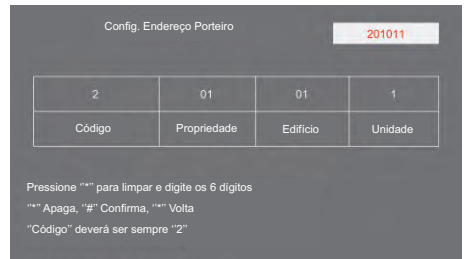 Config. Endereço Porteiro
201011
2 01 01 1
Código Propriedade Edifício Unidade
Pressione "*" para limpar e digite os 6 dígitos
"*" Apaga, "#" Confirma, "*" Volta
"Código" deverá ser sempre "2"